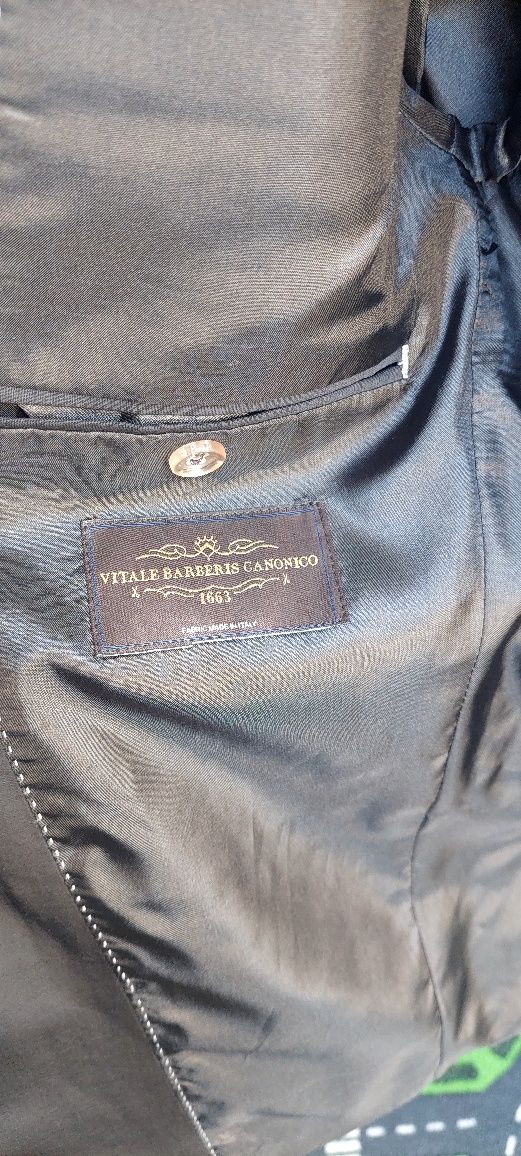 VITALE BARBERIS CANONICO
1663
FABRIC MADE IN ITALY